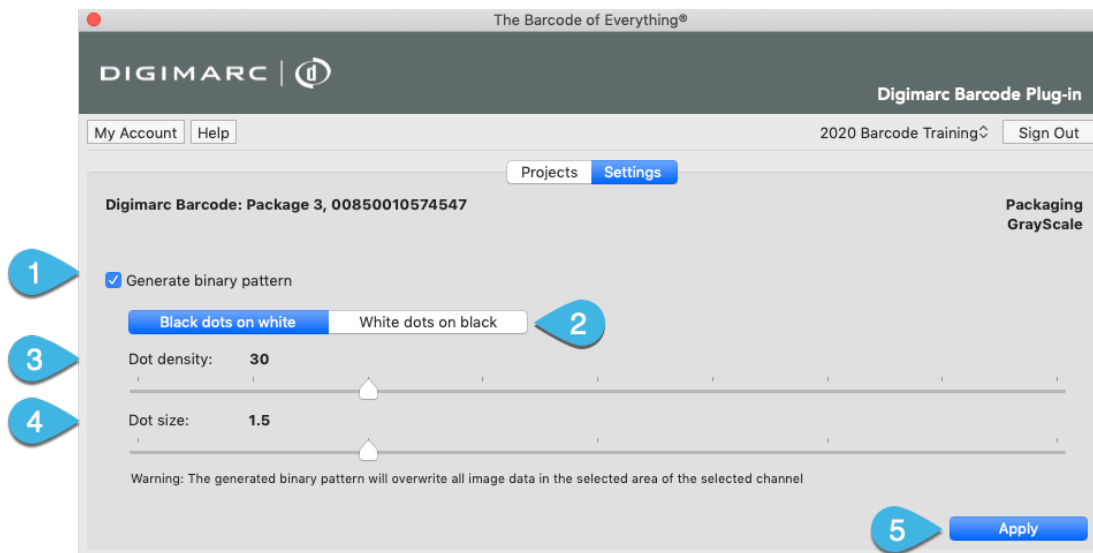 The Barcode of Everything®
DIGIMARC | d
Digimarc Barcode Plug-in
My Account Help 2020 Barcode Training Sign Out
Projects Settings
Digimarc Barcode: Package 3, 00850010574547 Packaging
GrayScale
1 Generate binary pattern
Black dots on white White dots on black 2
3 Dot density: 30
4 Dot size: 1.5
Warning: The generated binary pattern will overwrite all image data in the selected area of the selected channel
5 Apply